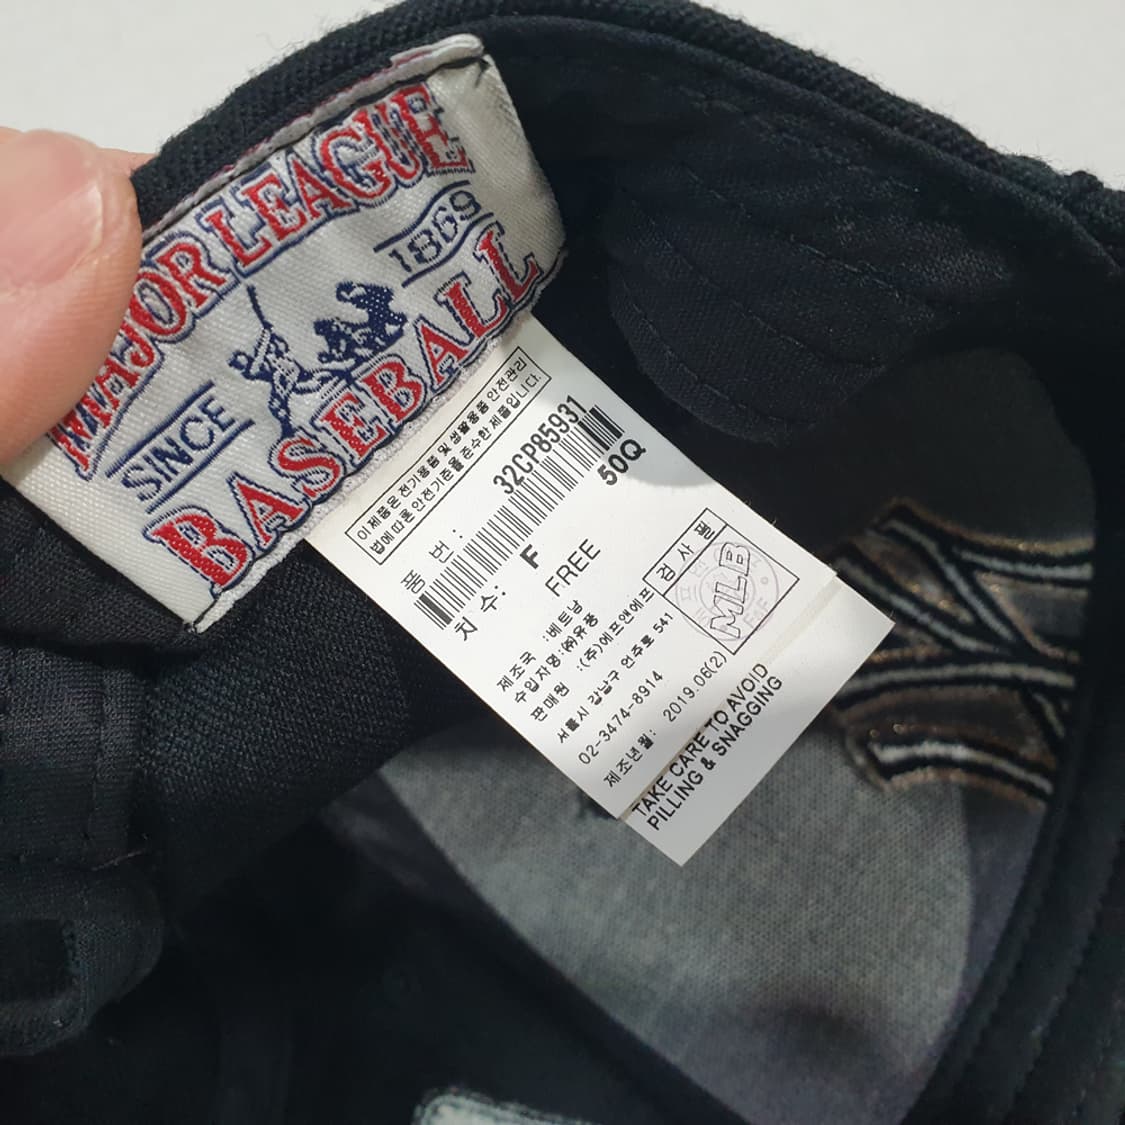 MAJOR LEAGUE
1869
SINCE
BASEBALL
이 제품은 전기용품 및 생활용품 안전관리
법에 따른 안전기준을 준수한 제품입니다.
품 번 :
32CP85931
50Q
치 수 : F
FREE
검 사 필
MLB
제조국 : 베트남
수입자명 : (주)유풍
판매원 : (주)에프앤에프
서울시 강남구 언주로 541
02-3474-8914
제조년월 : 2019.06(2)
TAKE CARE TO AVOID
PILLING & SNAGGING